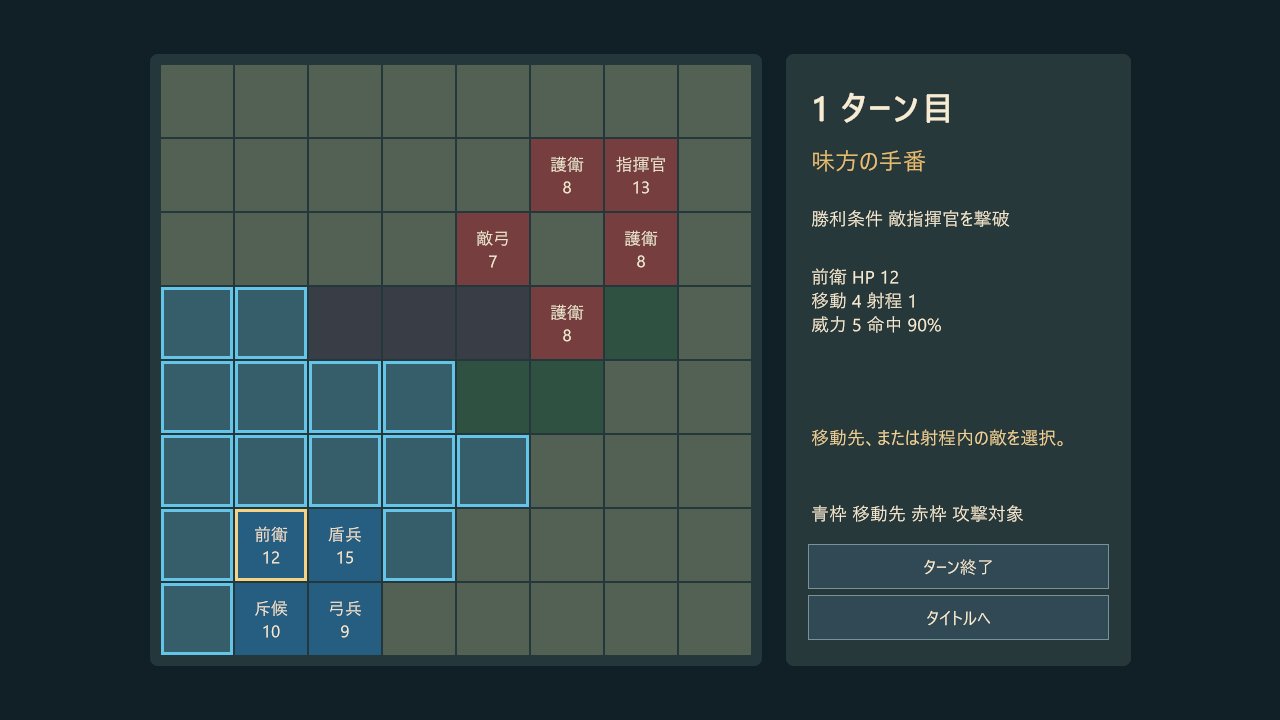 護衛
8
指揮官
13
敵弓
7
護衛
8
護衛
8
前衛
12
盾兵
15
斥候
10
弓兵
9
1 ターン目
味方の手番
勝利条件 敵指揮官を撃破
前衛 HP 12
移動 4 射程 1
威力 5 命中 90%
移動先、または射程内の敵を選択。
青枠 移動先 赤枠 攻撃対象
ターン終了
タイトルへ